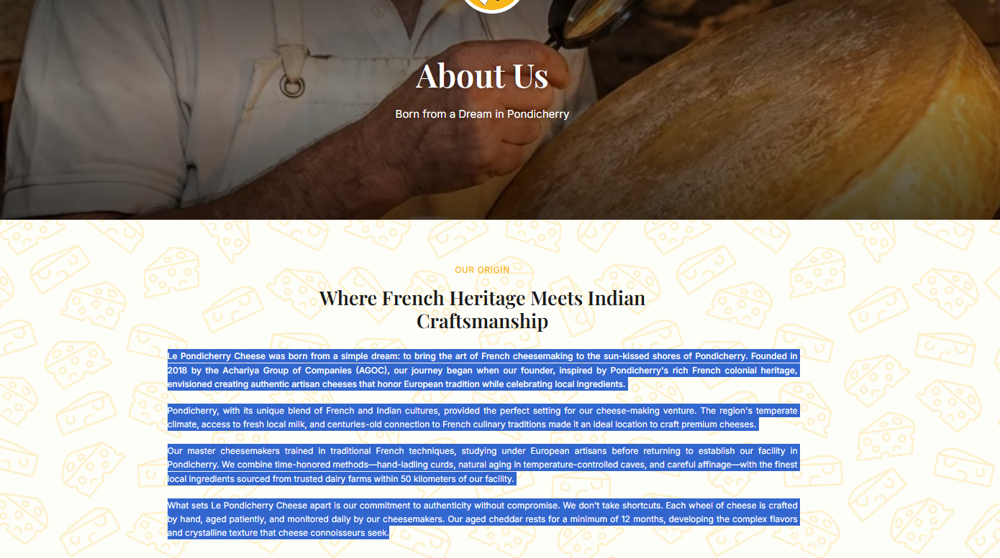 About Us
Born from a Dream in Pondicherry
OUR ORIGIN
Where French Heritage Meets Indian
Craftsmanship
Le Pondicherry Cheese was born from a simple dream: to bring the art of French cheesemaking to the sun-kissed shores of Pondicherry. Founded in
2018 by the Achariya Group of Companies (AGOC), our journey began when our founder, inspired by Pondicherry's rich French colonial heritage,
envisioned creating authentic artisan cheeses that honor European tradition while celebrating local ingredients.
Pondicherry, with its unique blend of French and Indian cultures, provided the perfect setting for our cheese-making venture. The region's temperate
climate, access to fresh local milk, and centuries-old connection to French culinary traditions made it an ideal location to craft premium cheeses.
Our master cheesemakers trained in traditional French techniques, studying under European artisans before returning to establish our facility in
Pondicherry. We combine time-honored methods—hand-ladling curds, natural aging in temperature-controlled caves, and careful affinage—with the finest
local ingredients sourced from trusted dairy farms within 50 kilometers of our facility.
What sets Le Pondicherry Cheese apart is our commitment to authenticity without compromise. We don't take shortcuts. Each wheel of cheese is crafted
by hand, aged patiently, and monitored daily by our cheesemakers. Our aged cheddar rests for a minimum of 12 months, developing the complex flavors
and crystalline texture that cheese connoisseurs seek.